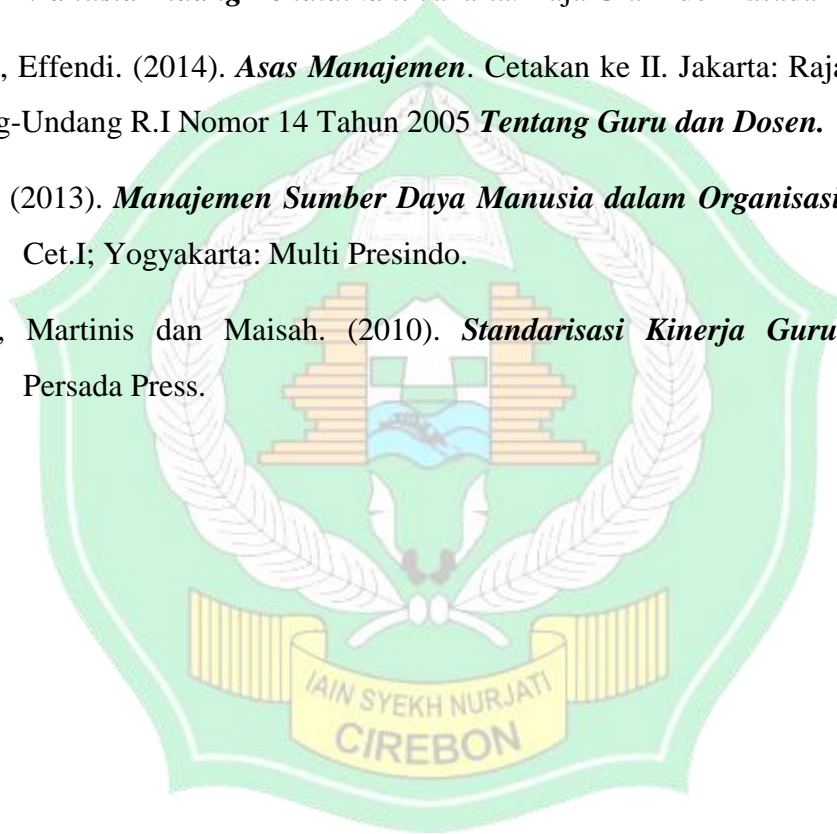 , Effendi. (2014). Asas Manajemen. Cetakan ke II. Jakarta: Raja
g-Undang R.I Nomor 14 Tahun 2005 Tentang Guru dan Dosen.
(2013). Manajemen Sumber Daya Manusia dalam Organisasi
Cet.I; Yogyakarta: Multi Presindo.
, Martinis dan Maisah. (2010). Standarisasi Kinerja Guru
Persada Press.
IAIN SYEKH NURJATI
CIREBON